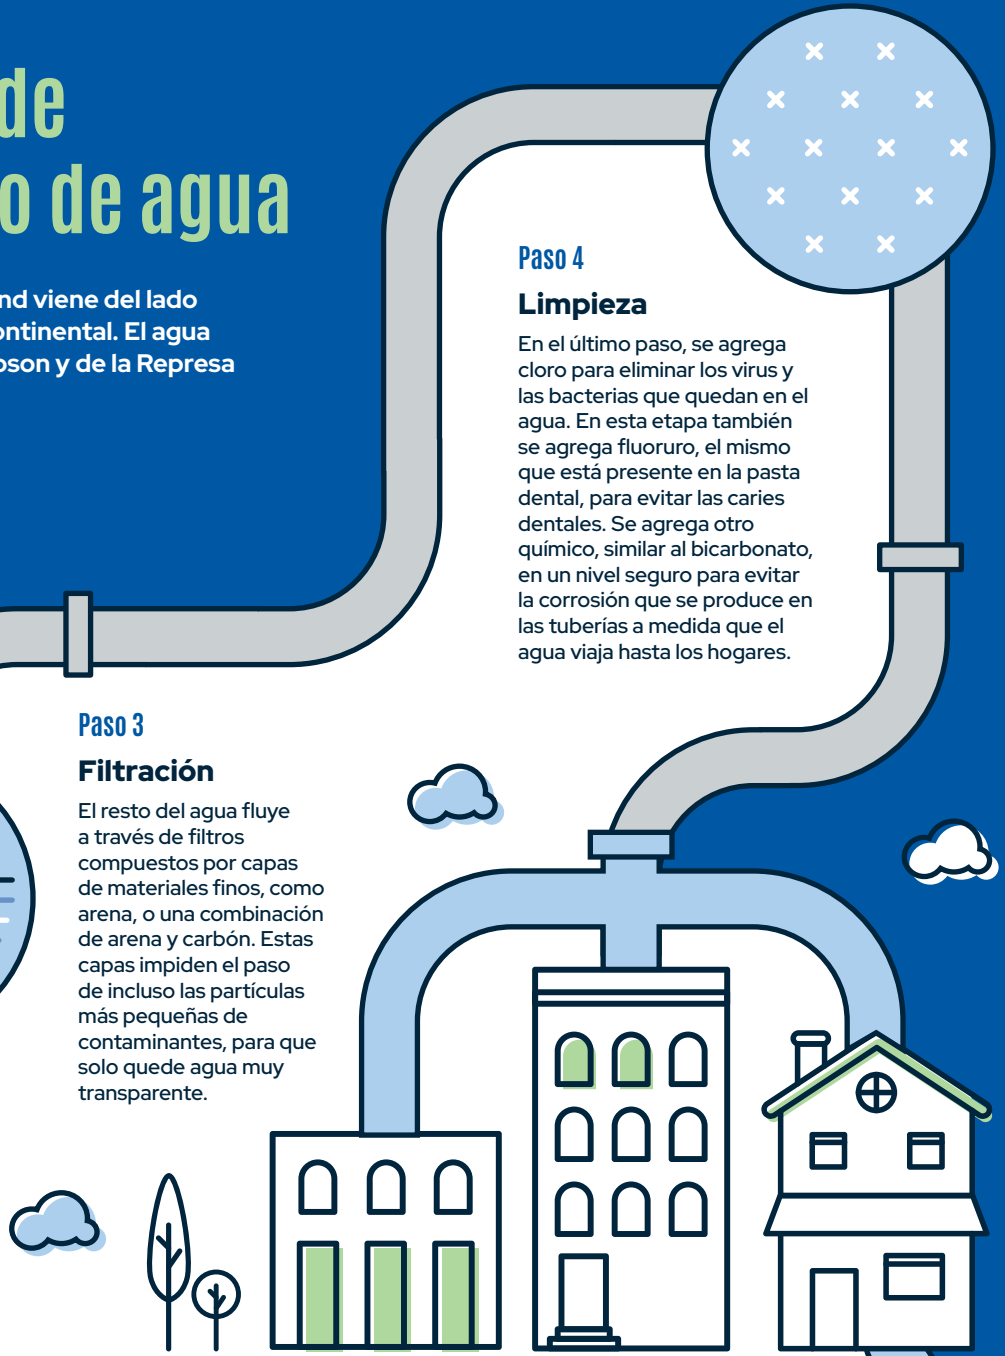 de
o de agua
nd viene del lado
ontinental. El agua
oson y de la Represa
Paso 4
Limpieza
En el último paso, se agrega
cloro para eliminar los virus y
las bacterias que quedan en el
agua. En esta etapa también
se agrega fluoruro, el mismo
que está presente en la pasta
dental, para evitar las caries
dentales. Se agrega otro
químico, similar al bicarbonato,
en un nivel seguro para evitar
la corrosión que se produce en
las tuberías a medida que el
agua viaja hasta los hogares.
Paso 3
Filtración
El resto del agua fluye
a través de filtros
compuestos por capas
de materiales finos, como
arena, o una combinación
de arena y carbón. Estas
capas impiden el paso
de incluso las partículas
más pequeñas de
contaminantes, para que
solo quede agua muy
transparente.